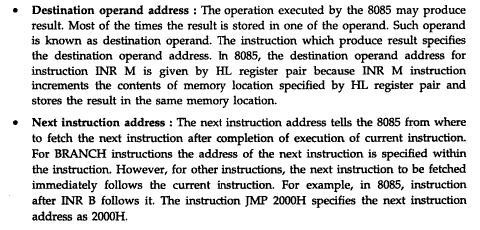 • Destination operand address : The operation executed by the 8085 may produce
result. Most of the times the result is stored in one of the operand. Such operand
is known as destination operand. The instruction which produce result specifies
the destination operand address. In 8085, the destination operand address for
instruction INR M is given by HL register pair because INR M instruction
increments the contents of memory location specified by HL register pair and
stores the result in the same memory location.
• Next instruction address : The next instruction address tells the 8085 from where
to fetch the next instruction after completion of execution of current instruction.
For BRANCH instructions the address of the next instruction is specified within
the instruction. However, for other instructions, the next instruction to be fetched
immediately follows the current instruction. For example, in 8085, instruction
after INR B follows it. The instruction JMP 2000H specifies the next instruction
address as 2000H.